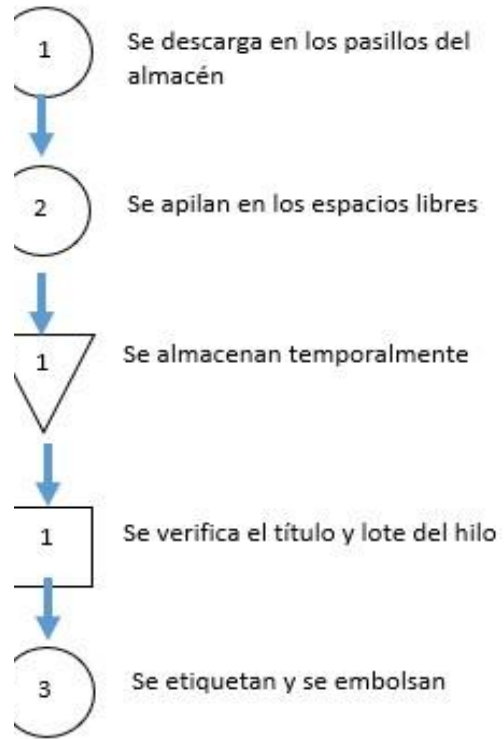 1
Se descarga en los pasillos del
almacén
2
Se apilan en los espacios libres
1
Se almacenan temporalmente
1
Se verifica el título y lote del hilo
3
Se etiquetan y se embolsan